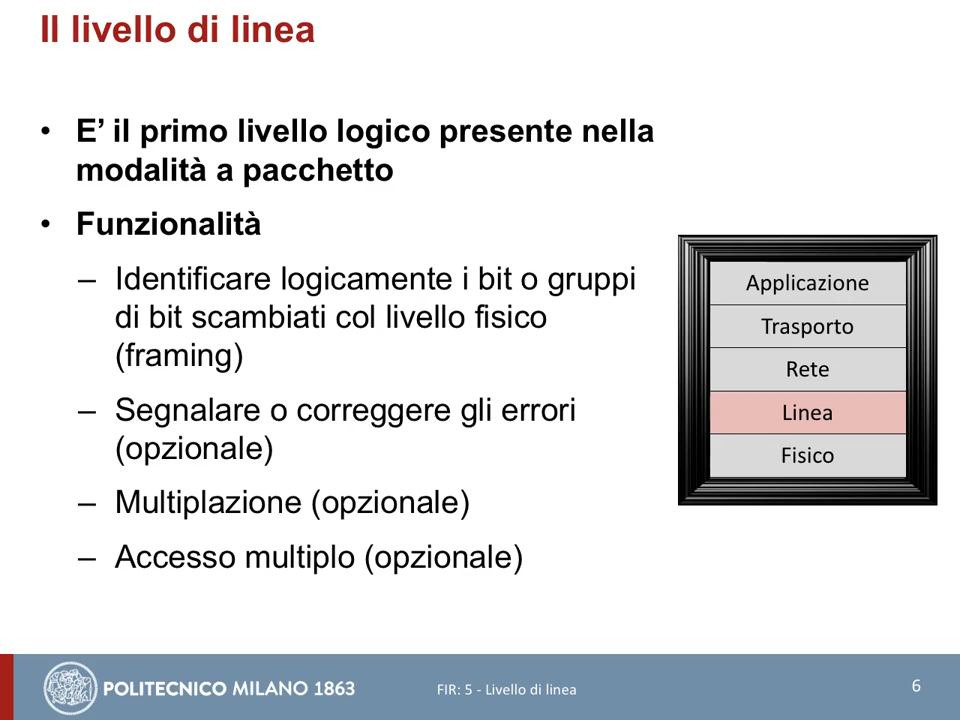 Il livello di linea
• E’ il primo livello logico presente nella
modalità a pacchetto
• Funzionalità
– Identificare logicamente i bit o gruppi
di bit scambiati col livello fisico
(framing)
– Segnalare o correggere gli errori
(opzionale)
– Multiplazione (opzionale)
– Accesso multiplo (opzionale)
Applicazione
Trasporto
Rete
Linea
Fisico
POLITECNICO MILANO 1863
FIR: 5 - Livello di linea
6